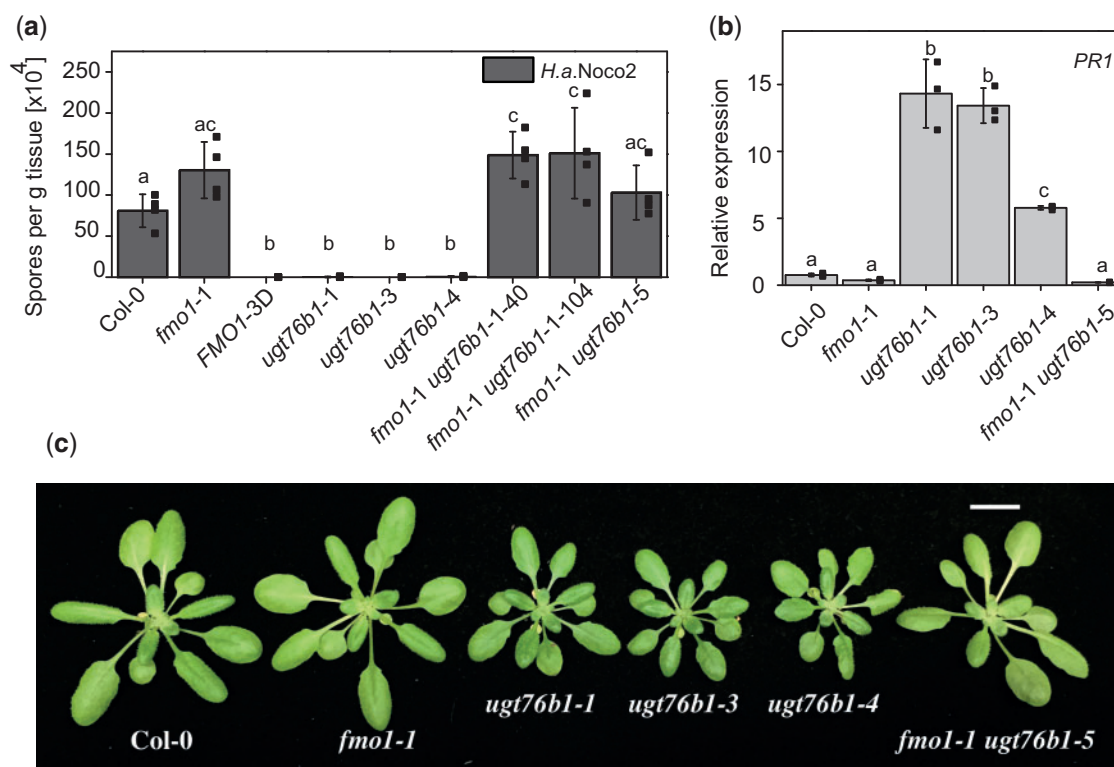 (a)
Spores per g tissue [x10⁴]
250
200
150
100
50
0
H.a.Noco2
a
ac
b
b
b
b
c
c
ac
Col-0
fmo1-1
FMO1-3D
ugt76b1-1
ugt76b1-3
ugt76b1-4
fmo1-1 ugt76b1-1-40
fmo1-1 ugt76b1-1-104
fmo1-1 ugt76b1-5
(b)
Relative expression
15
10
5
0
PR1
a
a
b
b
c
a
Col-0
fmo1-1
ugt76b1-1
ugt76b1-3
ugt76b1-4
fmo1-1 ugt76b1-5
(c)
Col-0
fmo1-1
ugt76b1-1
ugt76b1-3
ugt76b1-4
fmo1-1 ugt76b1-5